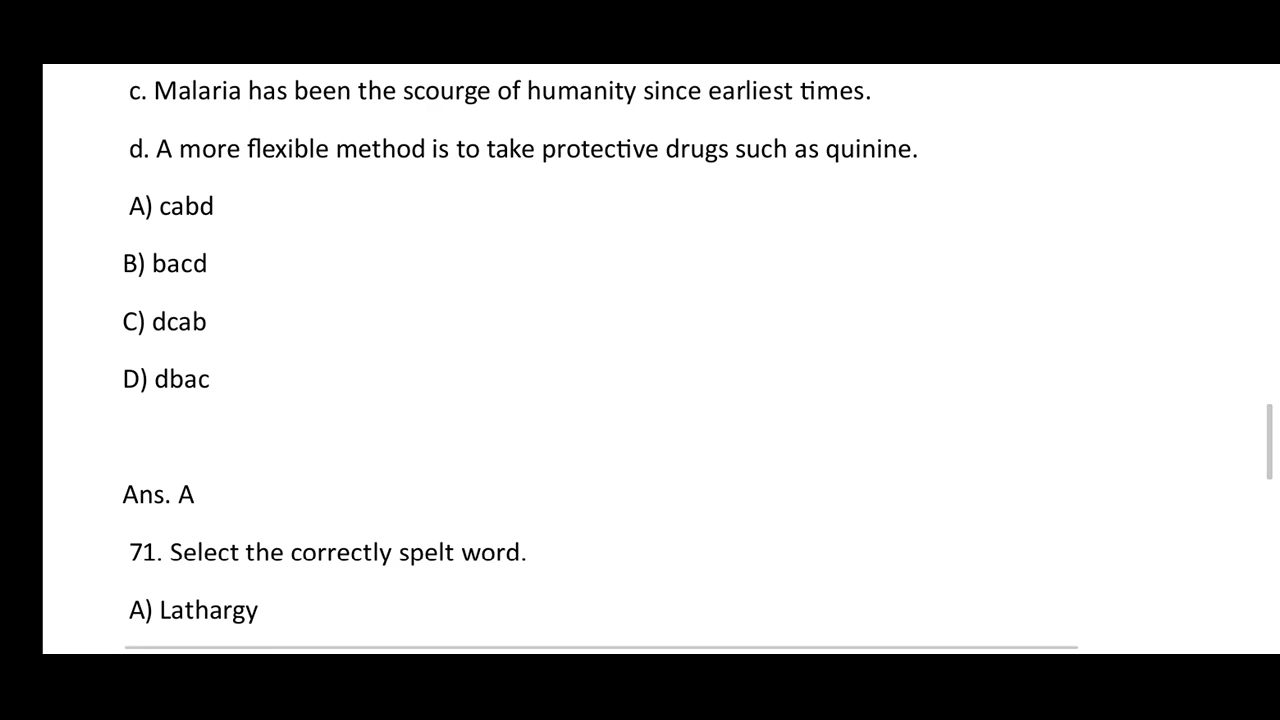 c. Malaria has been the scourge of humanity since earliest times.
d. A more flexible method is to take protective drugs such as quinine.
A) cabd
B) bacd
C) dcab
D) dbac
Ans. A
71. Select the correctly spelt word.
A) Lathargy